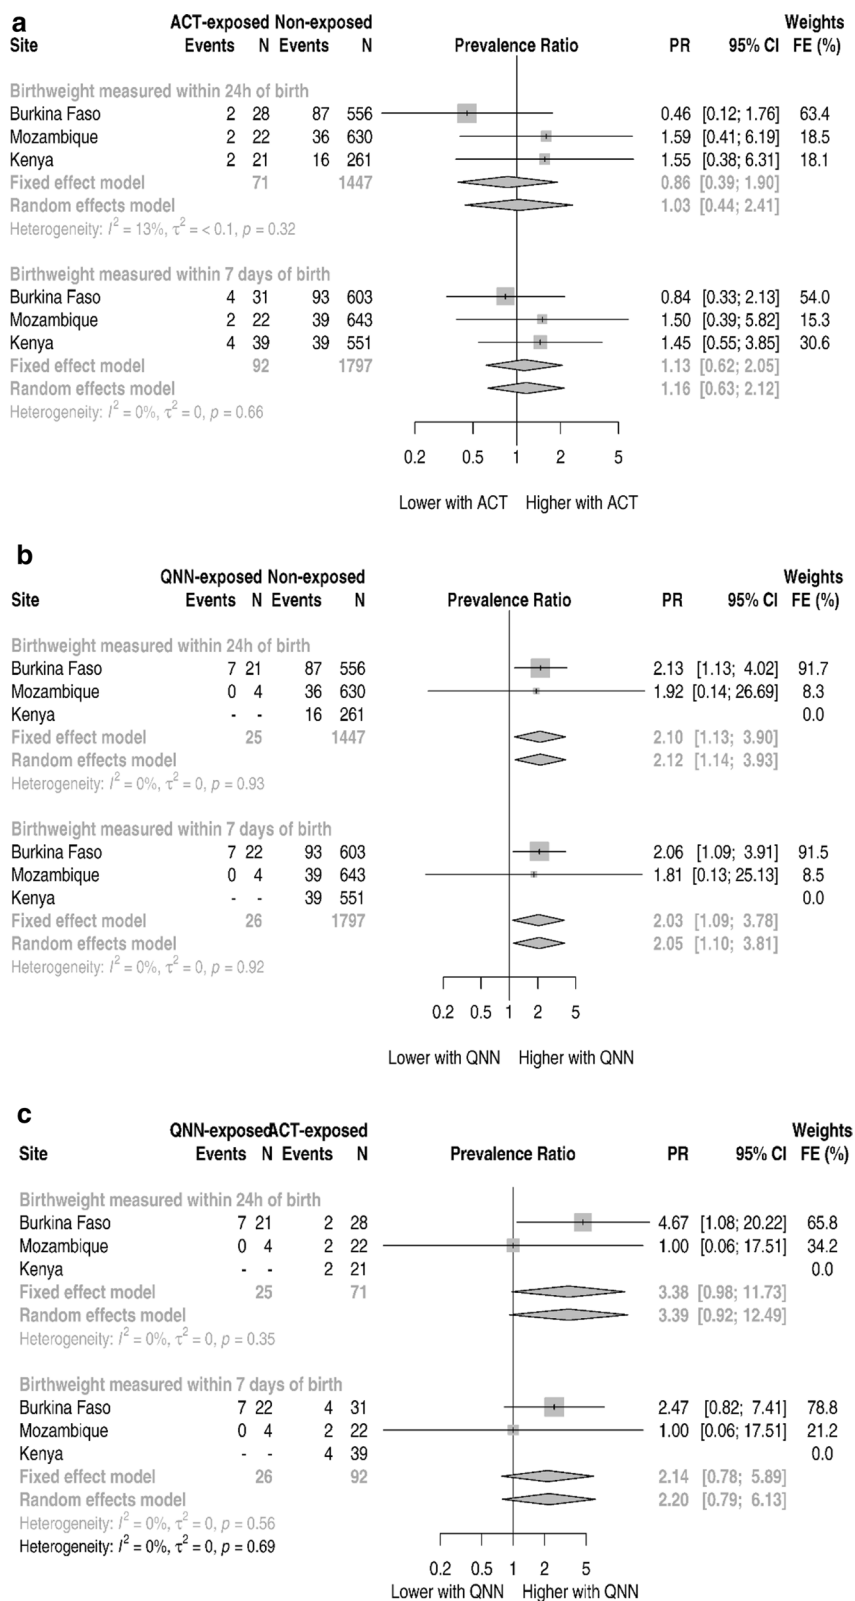 a
ACT-exposed Non-exposed Weights
Site Events N Events N Prevalence Ratio PR 95% CI FE (%)
Birthweight measured within 24h of birth
Burkina Faso 2 28 87 556 0.46 [0.12; 1.76] 63.4
Mozambique 2 22 36 630 1.59 [0.41; 6.19] 18.5
Kenya 2 21 16 261 1.55 [0.38; 6.31] 18.1
Fixed effect model 71 1447 0.86 [0.39; 1.90]
Random effects model 1.03 [0.44; 2.41]
Heterogeneity: I² = 13%, τ² = < 0.1, p = 0.32
Birthweight measured within 7 days of birth
Burkina Faso 4 31 93 603 0.84 [0.33; 2.13] 54.0
Mozambique 2 22 39 643 1.50 [0.39; 5.82] 15.3
Kenya 4 39 39 551 1.45 [0.55; 3.85] 30.6
Fixed effect model 92 1797 1.13 [0.62; 2.05]
Random effects model 1.16 [0.63; 2.12]
Heterogeneity: I² = 0%, τ² = 0, p = 0.66
0.2 0.5 1 2 5
Lower with ACT Higher with ACT
b
QNN-exposed Non-exposed Weights
Site Events N Events N Prevalence Ratio PR 95% CI FE (%)
Birthweight measured within 24h of birth
Burkina Faso 7 21 87 556 2.13 [1.13; 4.02] 91.7
Mozambique 0 4 36 630 1.92 [0.14; 26.69] 8.3
Kenya - - 16 261 0.0
Fixed effect model 25 1447 2.10 [1.13; 3.90]
Random effects model 2.12 [1.14; 3.93]
Heterogeneity: I² = 0%, τ² = 0, p = 0.93
Birthweight measured within 7 days of birth
Burkina Faso 7 22 93 603 2.06 [1.09; 3.91] 91.5
Mozambique 0 4 39 643 1.81 [0.13; 25.13] 8.5
Kenya - - 39 551 0.0
Fixed effect model 26 1797 2.03 [1.09; 3.78]
Random effects model 2.05 [1.10; 3.81]
Heterogeneity: I² = 0%, τ² = 0, p = 0.92
0.2 0.5 1 2 5
Lower with QNN Higher with QNN
c
QNN-exposed ACT-exposed Weights
Site Events N Events N Prevalence Ratio PR 95% CI FE (%)
Birthweight measured within 24h of birth
Burkina Faso 7 21 2 28 4.67 [1.08; 20.22] 65.8
Mozambique 0 4 2 22 1.00 [0.06; 17.51] 34.2
Kenya - - 2 21 0.0
Fixed effect model 25 71 3.38 [0.98; 11.73]
Random effects model 3.39 [0.92; 12.49]
Heterogeneity: I² = 0%, τ² = 0, p = 0.35
Birthweight measured within 7 days of birth
Burkina Faso 7 22 4 31 2.47 [0.82; 7.41] 78.8
Mozambique 0 4 2 22 1.00 [0.06; 17.51] 21.2
Kenya - - 4 39 0.0
Fixed effect model 26 92 2.14 [0.78; 5.89]
Random effects model 2.20 [0.79; 6.13]
Heterogeneity: I² = 0%, τ² = 0, p = 0.56
Heterogeneity: I² = 0%, τ² = 0, p = 0.69
0.2 0.5 1 2 5
Lower with QNN Higher with QNN